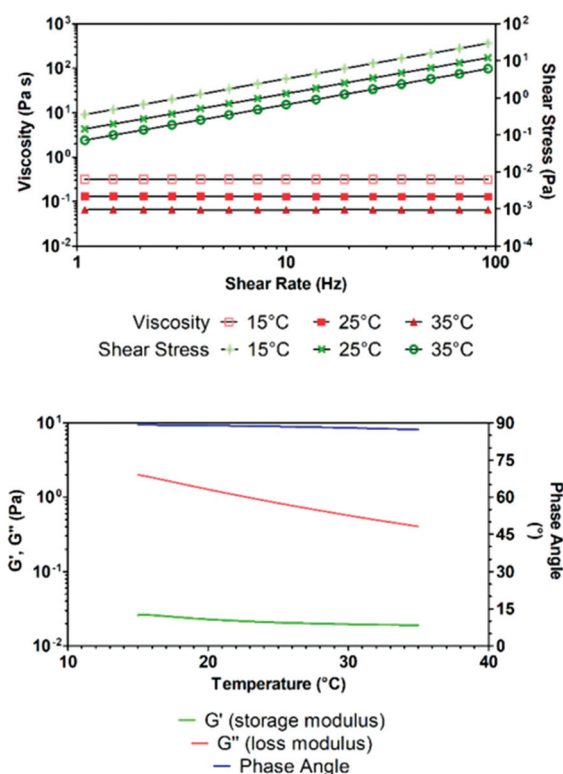 10³
10²
10¹
10⁰
10⁻¹
10⁻²
Viscosity (Pa s)
10²
10¹
10⁰
10⁻¹
10⁻²
10⁻³
10⁻⁴
Shear Stress
(Pa)
1 10 100
Shear Rate (Hz)
Viscosity 15°C 25°C 35°C
Shear Stress 15°C 25°C 35°C
10¹
10⁰
10⁻¹
10⁻²
G', G" (Pa)
90
75
60
45
30
15
0
Phase Angle
(°)
10 20 30 40
Temperature (°C)
G' (storage modulus)
G" (loss modulus)
Phase Angle